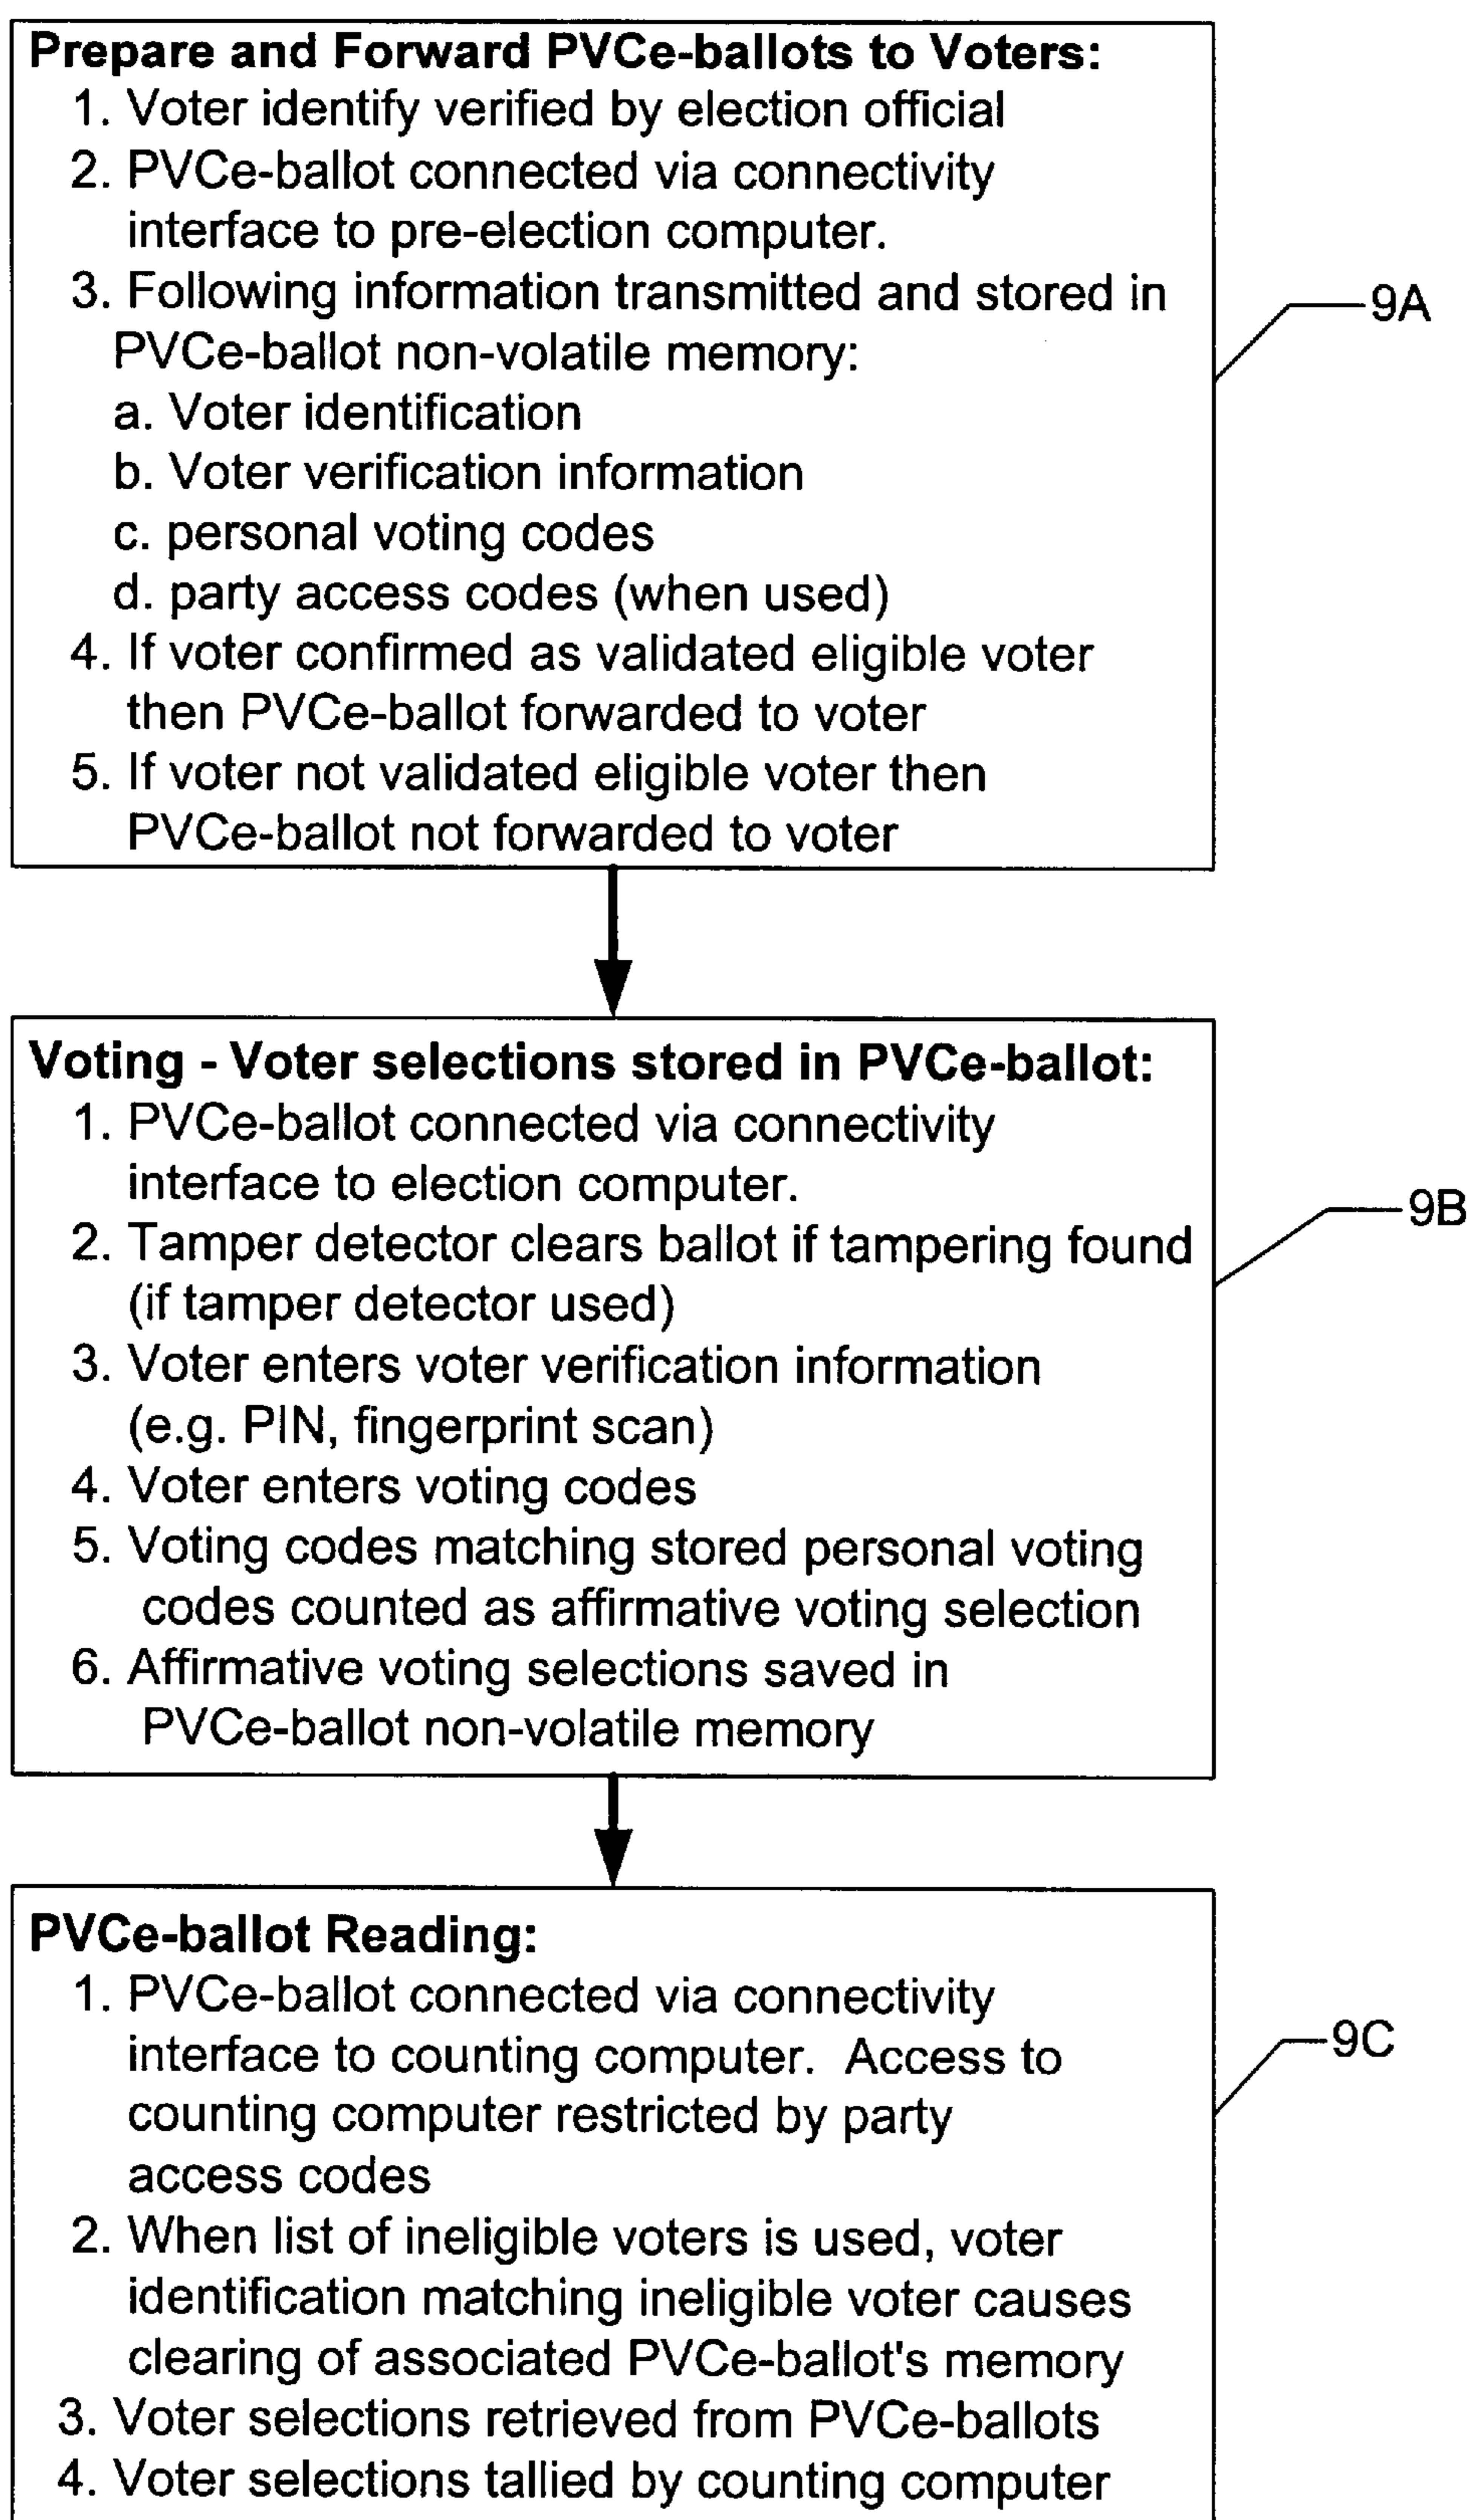 Prepare and Forward PVCe-ballots to Voters:
1. Voter identify verified by election official
2. PVCe-ballot connected via connectivity
interface to pre-election computer.
3. Following information transmitted and stored in
PVCe-ballot non-volatile memory:
a. Voter identification
b. Voter verification information
c. personal voting codes
d. party access codes (when used)
4. If voter confirmed as validated eligible voter
then PVCe-ballot forwarded to voter
5. If voter not validated eligible voter then
PVCe-ballot not forwarded to voter
9A
Voting - Voter selections stored in PVCe-ballot:
1. PVCe-ballot connected via connectivity
interface to election computer.
2. Tamper detector clears ballot if tampering found
(if tamper detector used)
3. Voter enters voter verification information
(e.g. PIN, fingerprint scan)
4. Voter enters voting codes
5. Voting codes matching stored personal voting
codes counted as affirmative voting selection
6. Affirmative voting selections saved in
PVCe-ballot non-volatile memory
9B
PVCe-ballot Reading:
1. PVCe-ballot connected via connectivity
interface to counting computer.  Access to
counting computer restricted by party
access codes
2. When list of ineligible voters is used, voter
identification matching ineligible voter causes
clearing of associated PVCe-ballot's memory
3. Voter selections retrieved from PVCe-ballots
4. Voter selections tallied by counting computer
9C